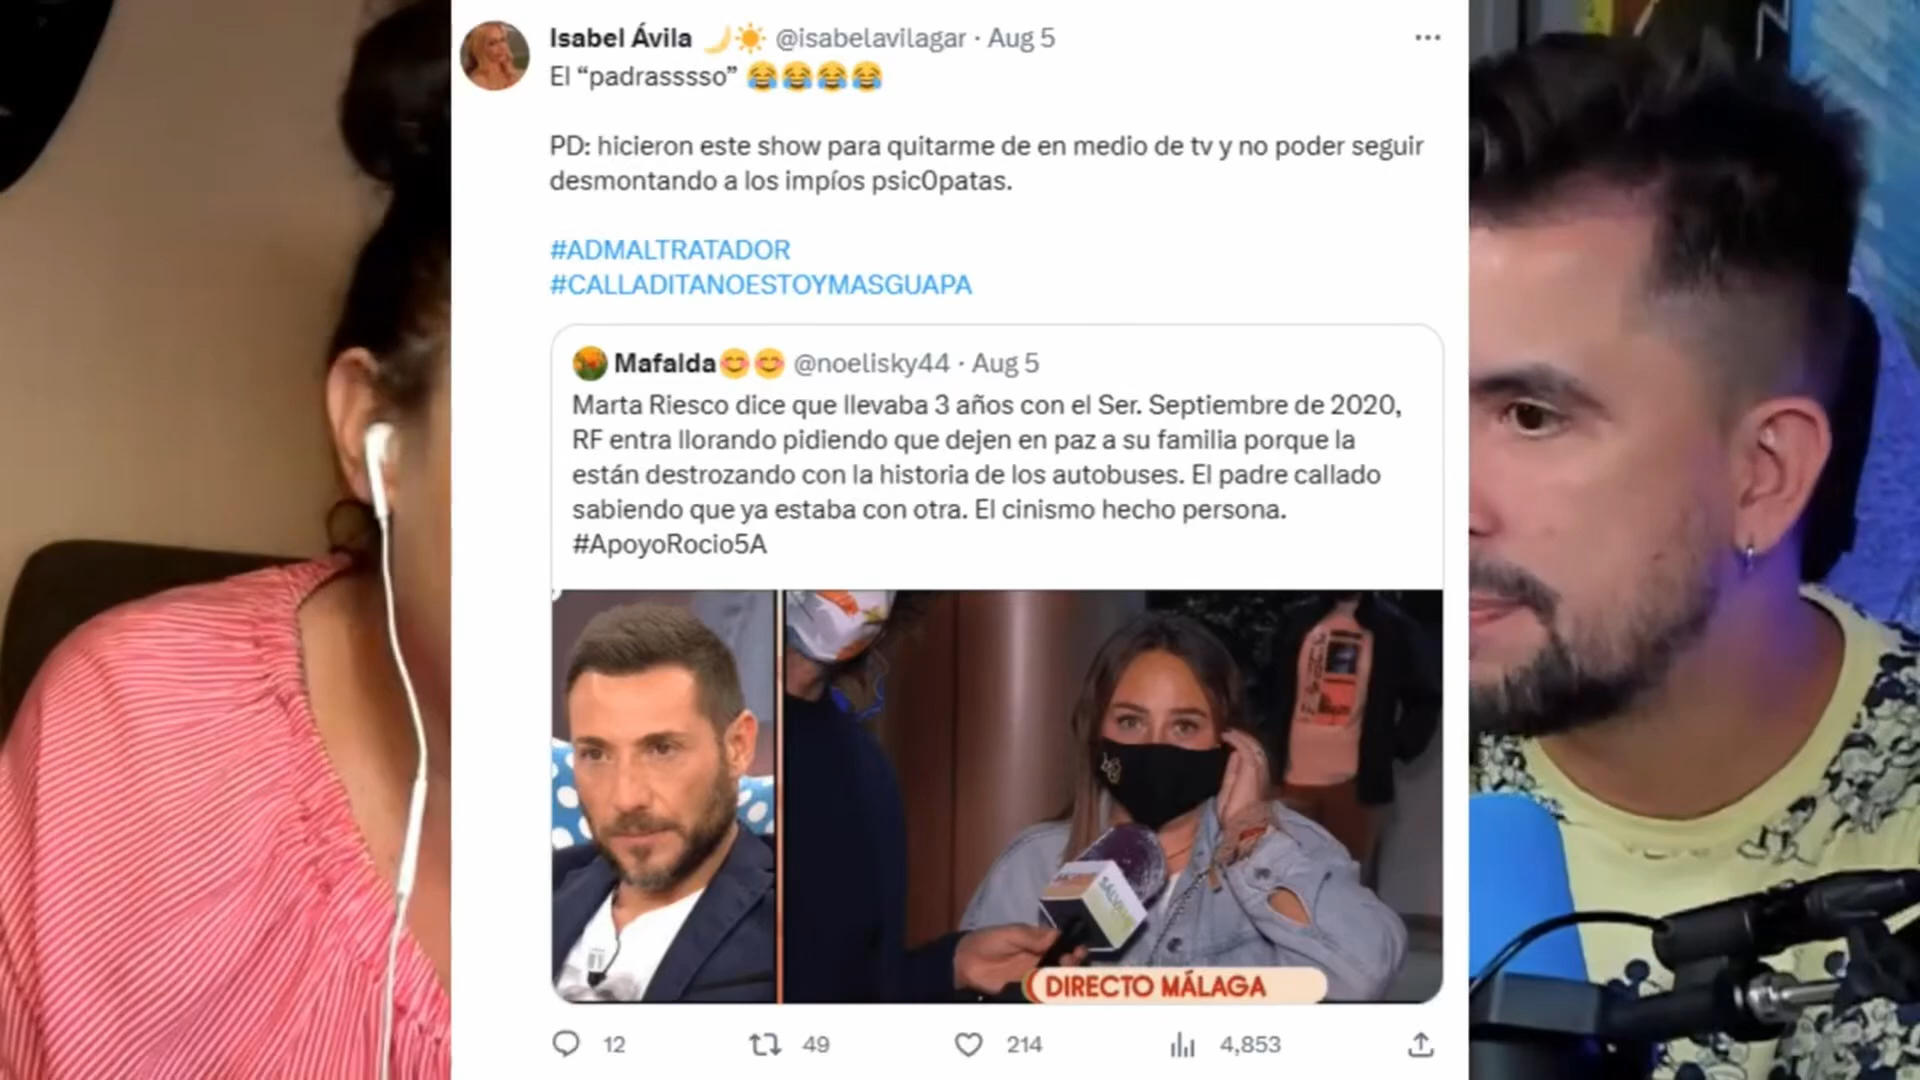 Isabel Ávila 🌙☀️ @isabelavilagar · Aug 5
El “padrasssso” 😂😂😂😂
PD: hicieron este show para quitarme de en medio de tv y no poder seguir
desmontando a los impíos psic0patas.
#ADMALTRATADOR
#CALLADITANOESTOYMASGUAPA
Mafalda😊😊 @noelisky44 · Aug 5
Marta Riesco dice que llevaba 3 años con el Ser. Septiembre de 2020,
RF entra llorando pidiendo que dejen en paz a su familia porque la
están destrozando con la historia de los autobuses. El padre callado
sabiendo que ya estaba con otra. El cinismo hecho persona.
#ApoyoRocio5A
DIRECTO MÁLAGA
12 49 214 4,853